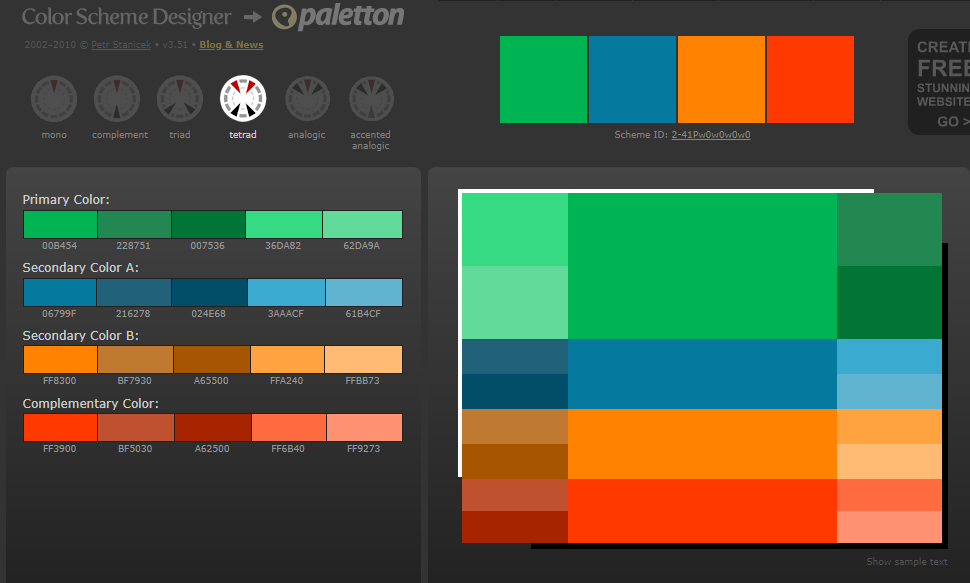 Color Scheme Designer → paletton
2002–2010 © Petr Stanicek • v3.51 • Blog & News
mono complement triad tetrad analogic accented analogic
Scheme ID: 2-41Pw0w0w0w0
CREATE
FREE
STUNNIN
WEBSITE
GO >
Primary Color:
00B454 228751 007536 36DA82 62DA9A
Secondary Color A:
06799F 216278 024E68 3AAACF 61B4CF
Secondary Color B:
FF8300 BF7930 A65500 FFA240 FFBB73
Complementary Color:
FF3900 BF5030 A62500 FF6B40 FF9273
Show sample text